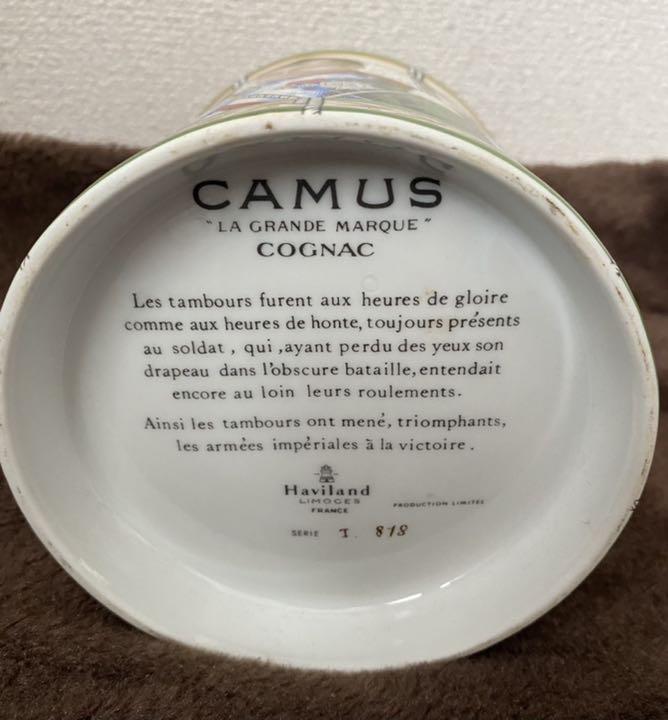 CAMUS
"LA GRANDE MARQUE"
COGNAC
Les tambours furent aux heures de gloire
comme aux heures de honte, toujours présents
au soldat , qui ,ayant perdu des yeux son
drapeau dans l'obscure bataille, entendait
encore au loin leurs roulements.
Ainsi les tambours ont mené, triomphants,
les armées impériales à la victoire .
Haviland
LIMOGES
FRANCE
PRODUCTION LIMITÉE
SERIE I. 878